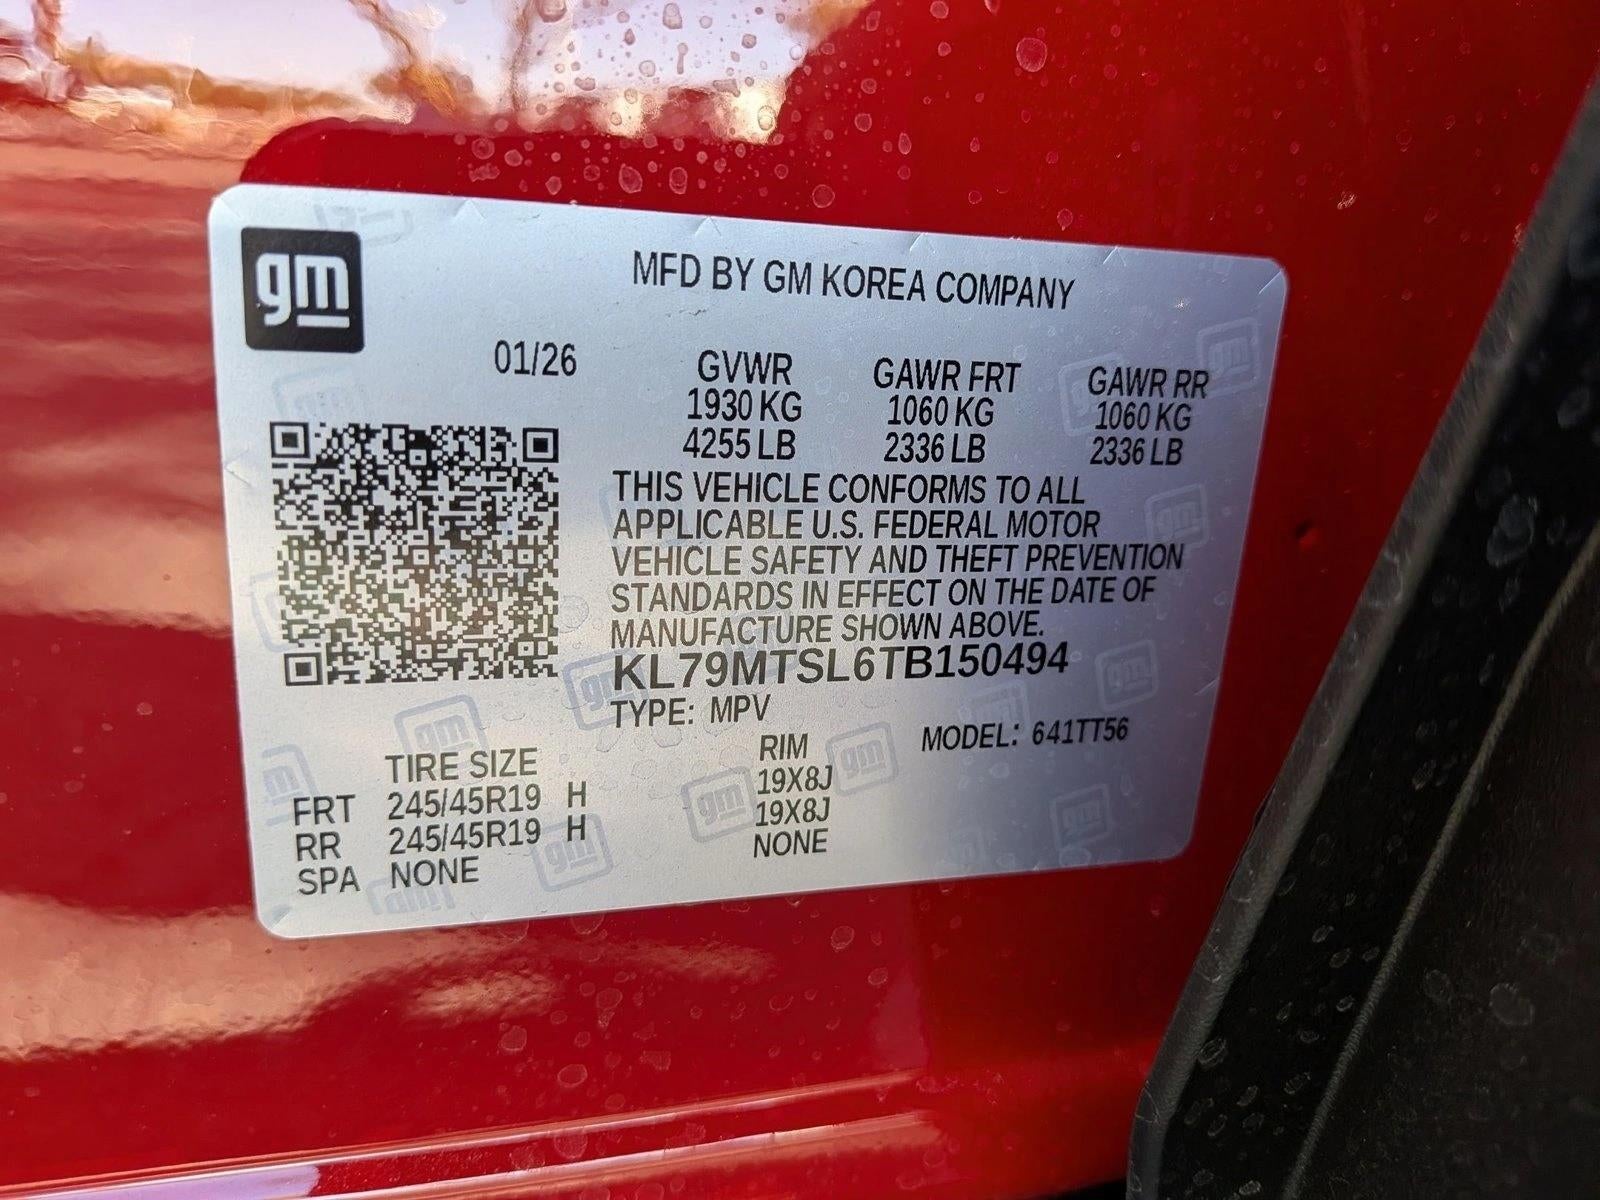 gm
MFD BY GM KOREA COMPANY
01/26
GVWR GAWR FRT GAWR RR
1930 KG 1060 KG 1060 KG
4255 LB 2336 LB 2336 LB
THIS VEHICLE CONFORMS TO ALL
APPLICABLE U.S. FEDERAL MOTOR
VEHICLE SAFETY AND THEFT PREVENTION
STANDARDS IN EFFECT ON THE DATE OF
MANUFACTURE SHOWN ABOVE.
KL79MTSL6TB150494
TYPE: MPV MODEL: 641TT56
TIRE SIZE RIM
FRT 245/45R19 H 19X8J
RR 245/45R19 H 19X8J
SPA NONE NONE